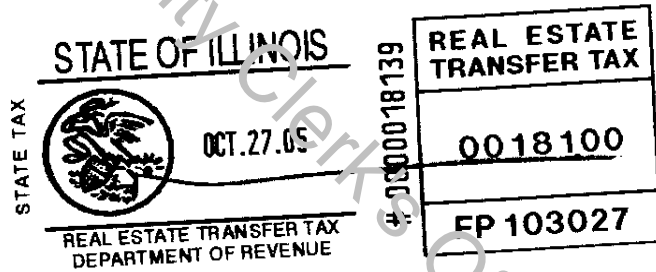 STATE OF ILLINOIS
STATE TAX
OCT.27.05
REAL ESTATE TRANSFER TAX
DEPARTMENT OF REVENUE
# 0000018139
REAL ESTATE
TRANSFER TAX
0018100
FP 103027
Clerk's